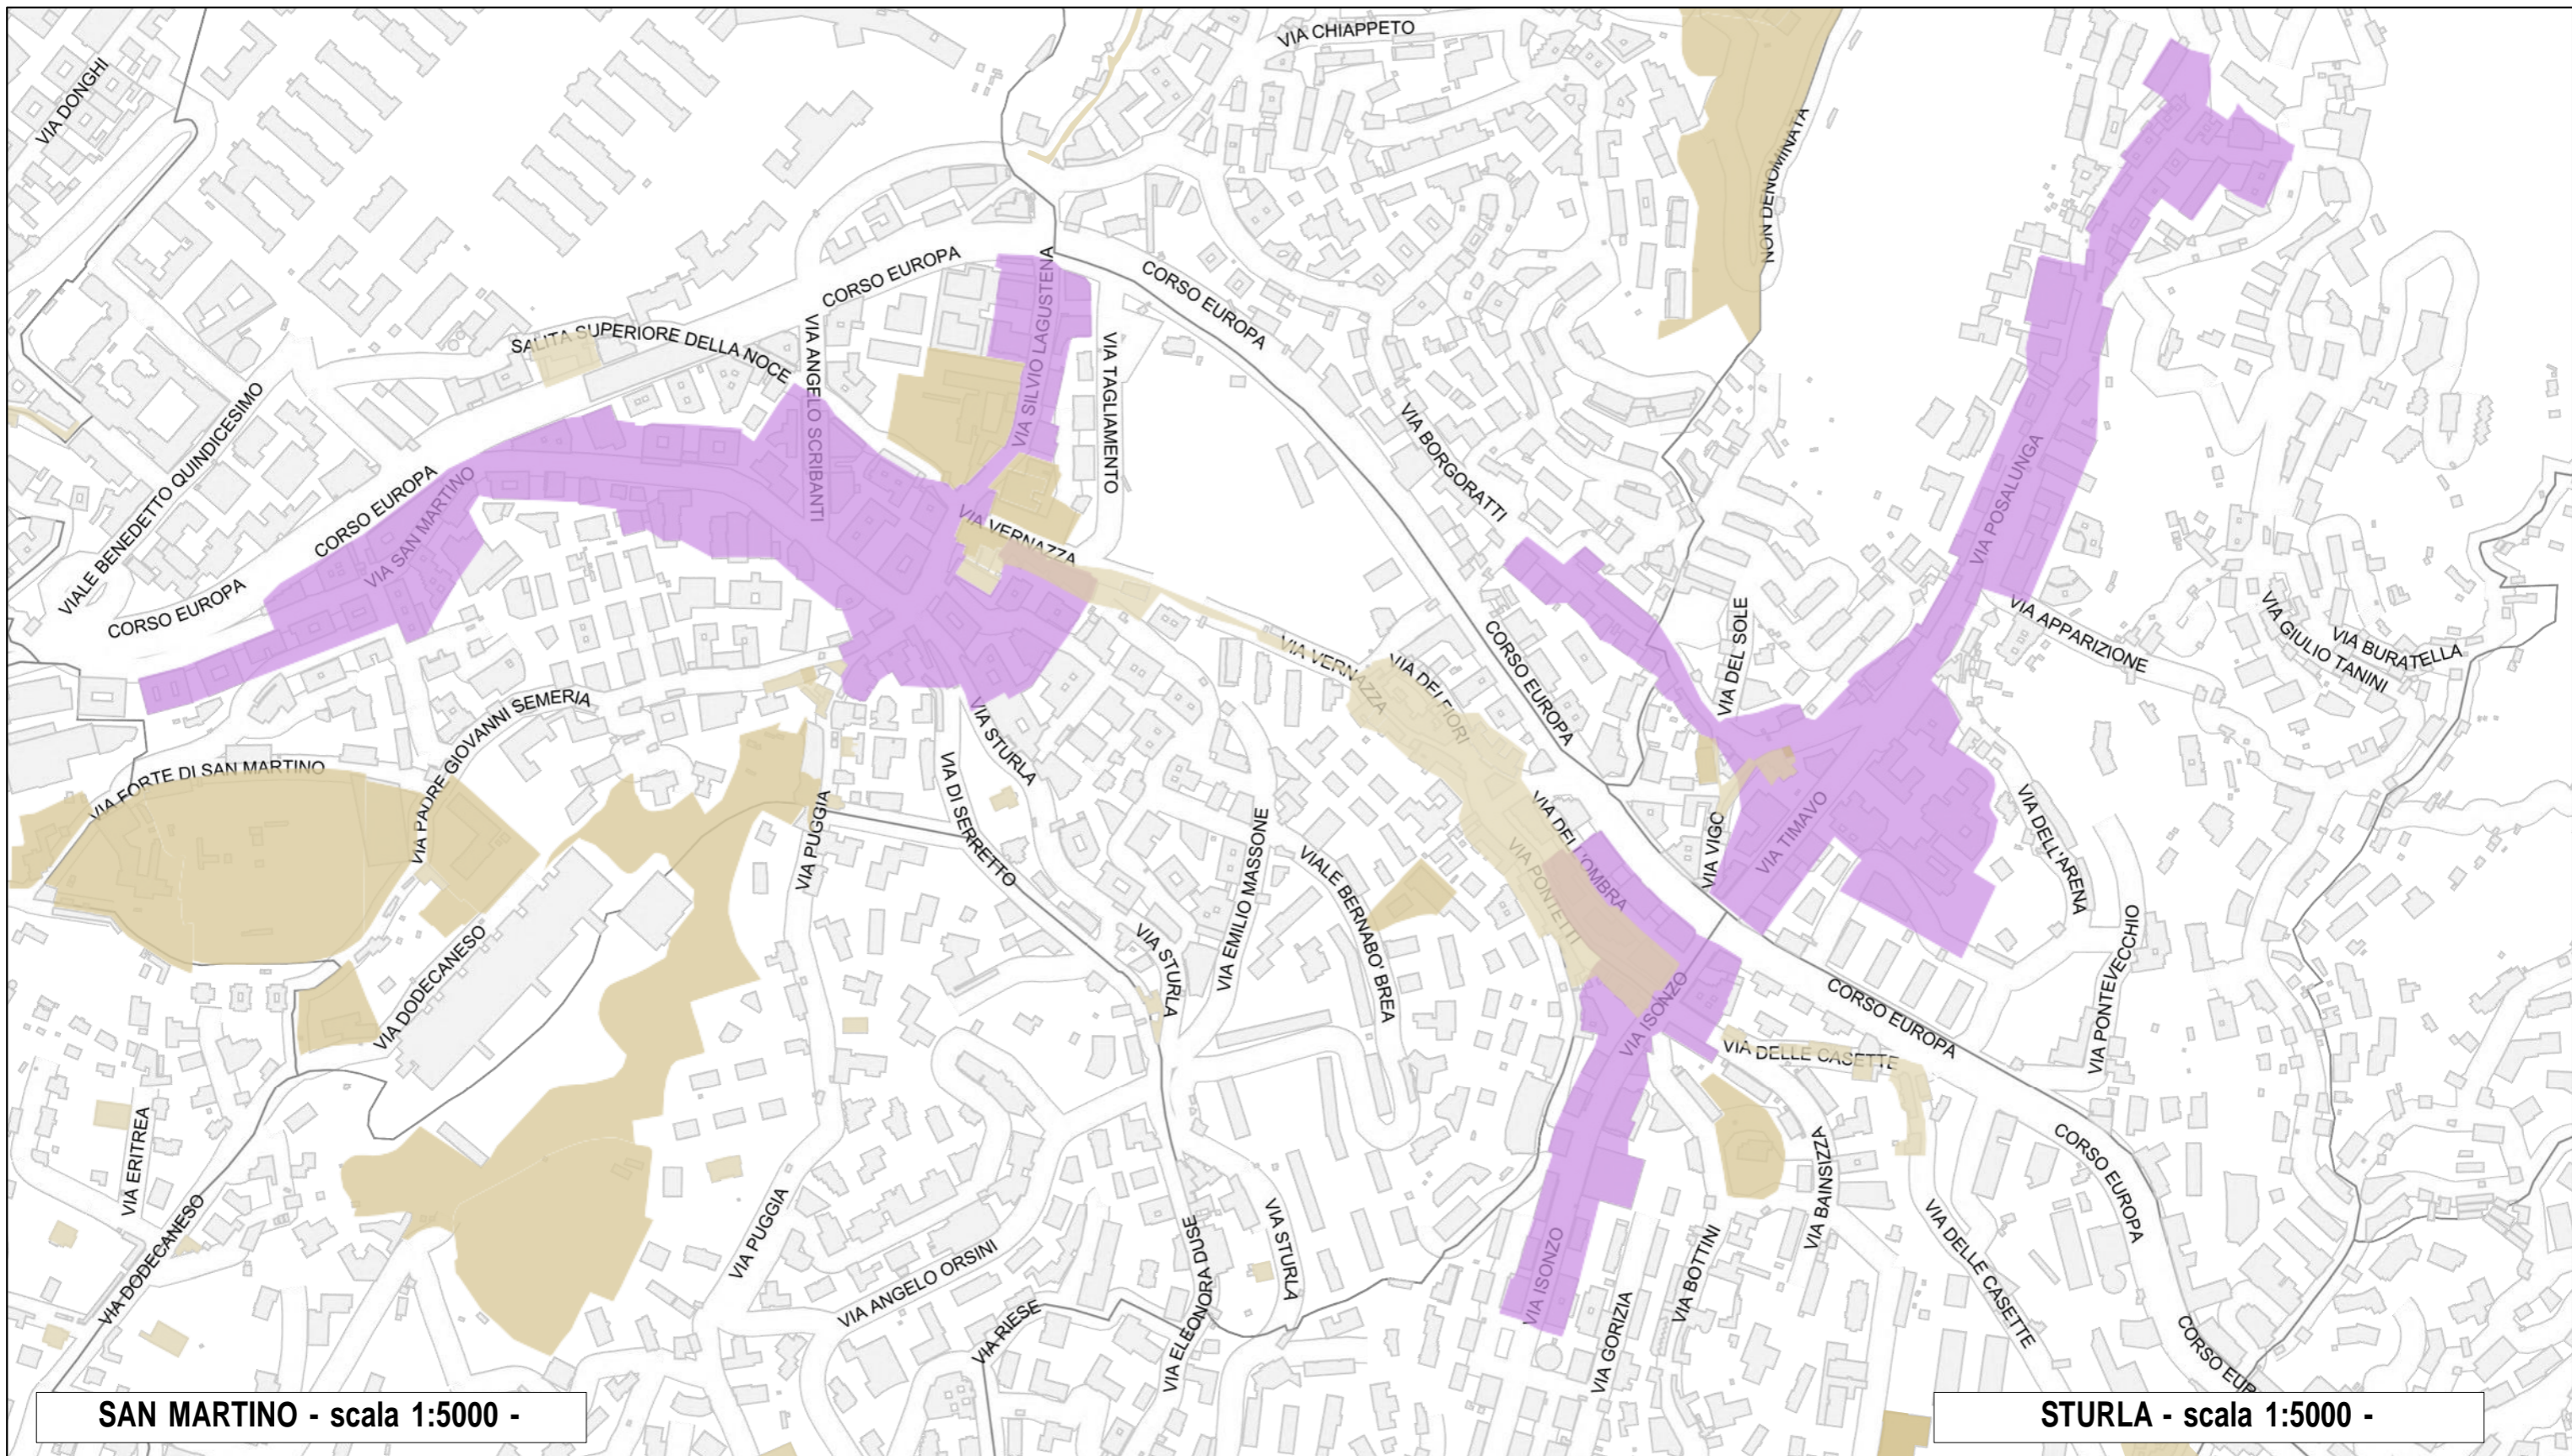 VIA CHIAPPETO
VIA DONGHI
NON DENOMINATA
CORSO EUROPA
CORSO EUROPA
VIA SILVIO LAGUSTENA
SALITA SUPERIORE DELLA NOCE
VIA ANGELO SCRIBANTI
VIA TAGLIAMENTO
VIALE BENEDETTO QUINDICESIMO
VIA BORGORATTI
CORSO EUROPA
VIA SAN MARTINO
VIA POSALUNGA
VIA VERNAZZA
CORSO EUROPA
VIA APPARIZIONE
VIA GIULIO TANINI
VIA BURATELLA
VIA VERNAZZA
VIA DEI FIORI
CORSO EUROPA
VIA DEL SOLE
VIA PADRE GIOVANNI SEMERIA
VIA STURLA
VIA FORTE DI SAN MARTINO
VIA DI SERRETTO
VIA PUGGIA
VIA EMILIO MASSONE
VIALE BERNABO' BREA
VIA DELL'OMBRA
VIA PONTETTI
VIA VIGO
VIA TIMAVO
VIA DELL'ARENA
VIA DODECANESO
VIA STURLA
VIA ISONZO
CORSO EUROPA
VIA PONTEVECCHIO
VIA DELLE CASETTE
VIA ERITREA
VIA DODECANESO
VIA PUGGIA
VIA ANGELO ORSINI
VIA RIESE
VIA ELEONORA DUSE
VIA STURLA
VIA ISONZO
VIA GORIZIA
VIA BOTTINI
VIA BAINSIZZA
VIA DELLE CASETTE
CORSO EUROPA
CORSO EUR
SAN MARTINO - scala 1:5000 -
STURLA - scala 1:5000 -